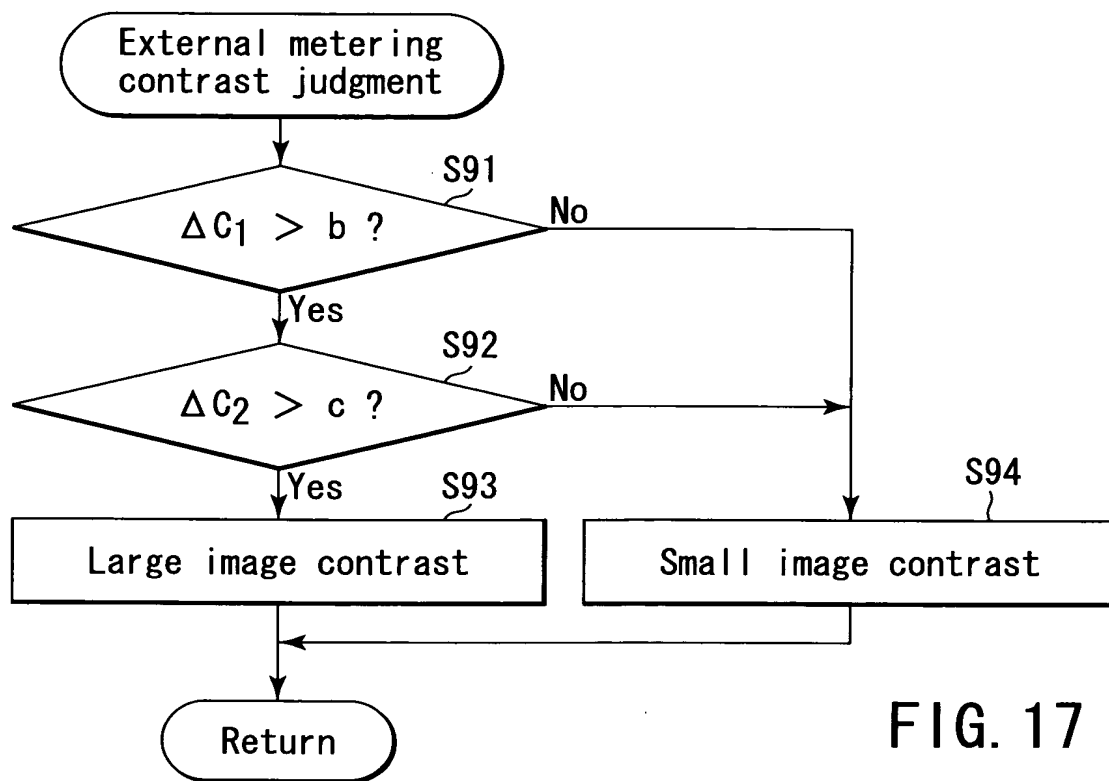 External metering
contrast judgment
S91
ΔC1 > b ?
No
Yes
S92
ΔC2 > c ?
No
Yes
S93
Large image contrast
S94
Small image contrast
Return
FIG. 17